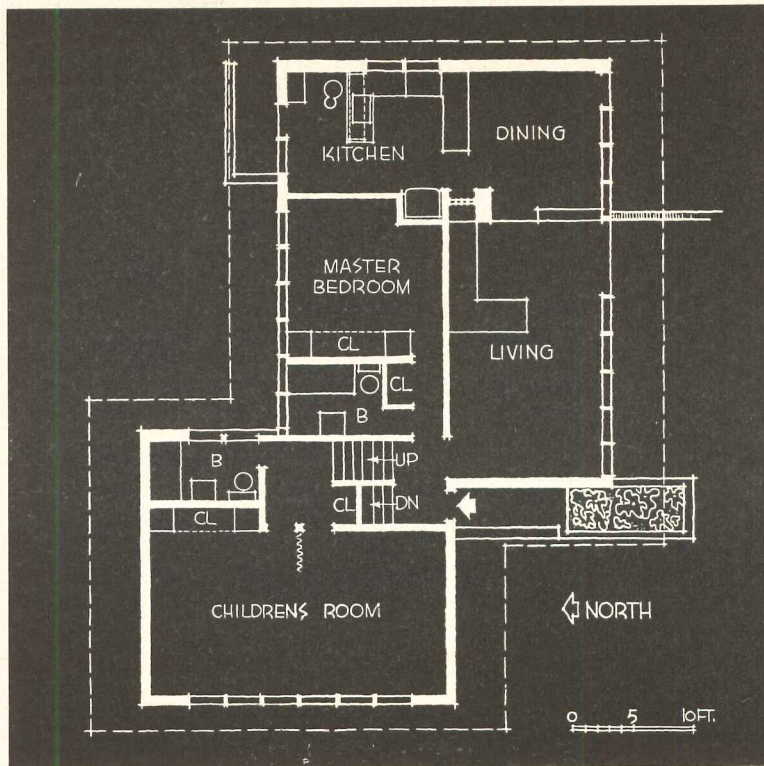 KITCHEN
DINING
MASTER
BEDROOM
CL
LIVING
CL
B
UP
B
CL
DN
CL
CHILDRENS ROOM
NORTH
0 5 10FT.